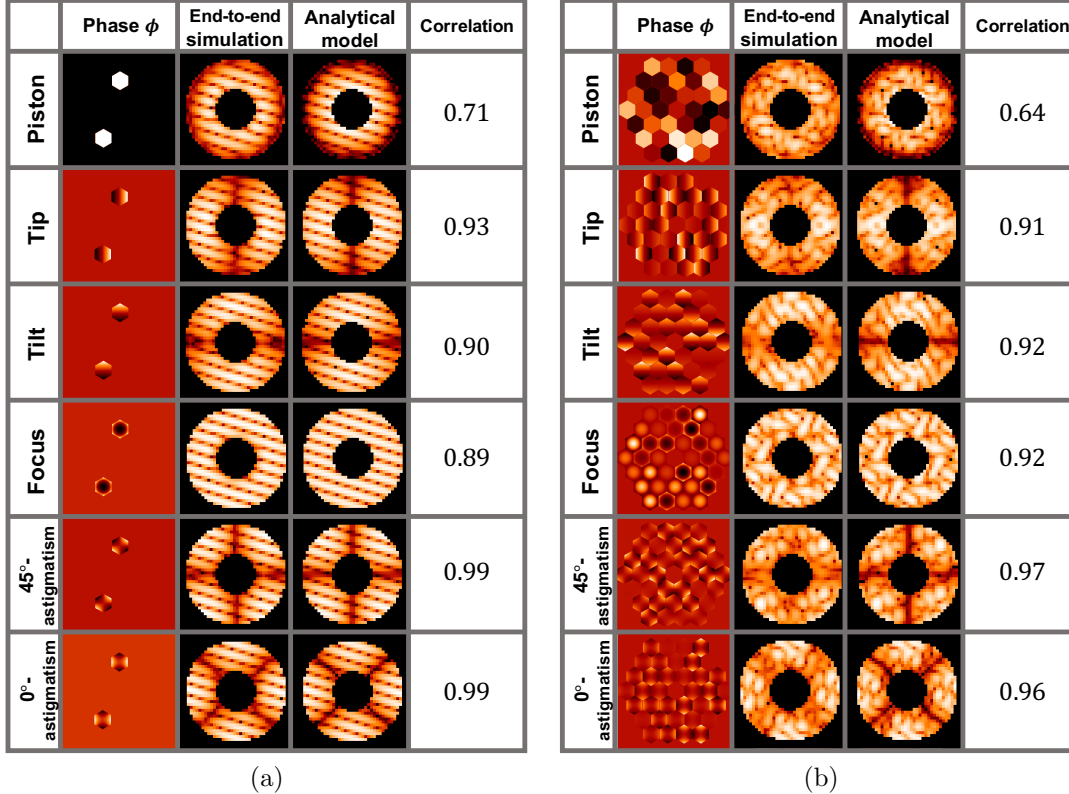 Phase ϕ
End-to-end
simulation
Analytical
model
Correlation
Piston
0.71
Tip
0.93
Tilt
0.90
Focus
0.89
45°-
astigmatism
0.99
0°-
astigmatism
0.99
(a)
Phase ϕ
End-to-end
simulation
Analytical
model
Correlation
Piston
0.64
Tip
0.91
Tilt
0.92
Focus
0.92
45°-
astigmatism
0.97
0°-
astigmatism
0.96
(b)